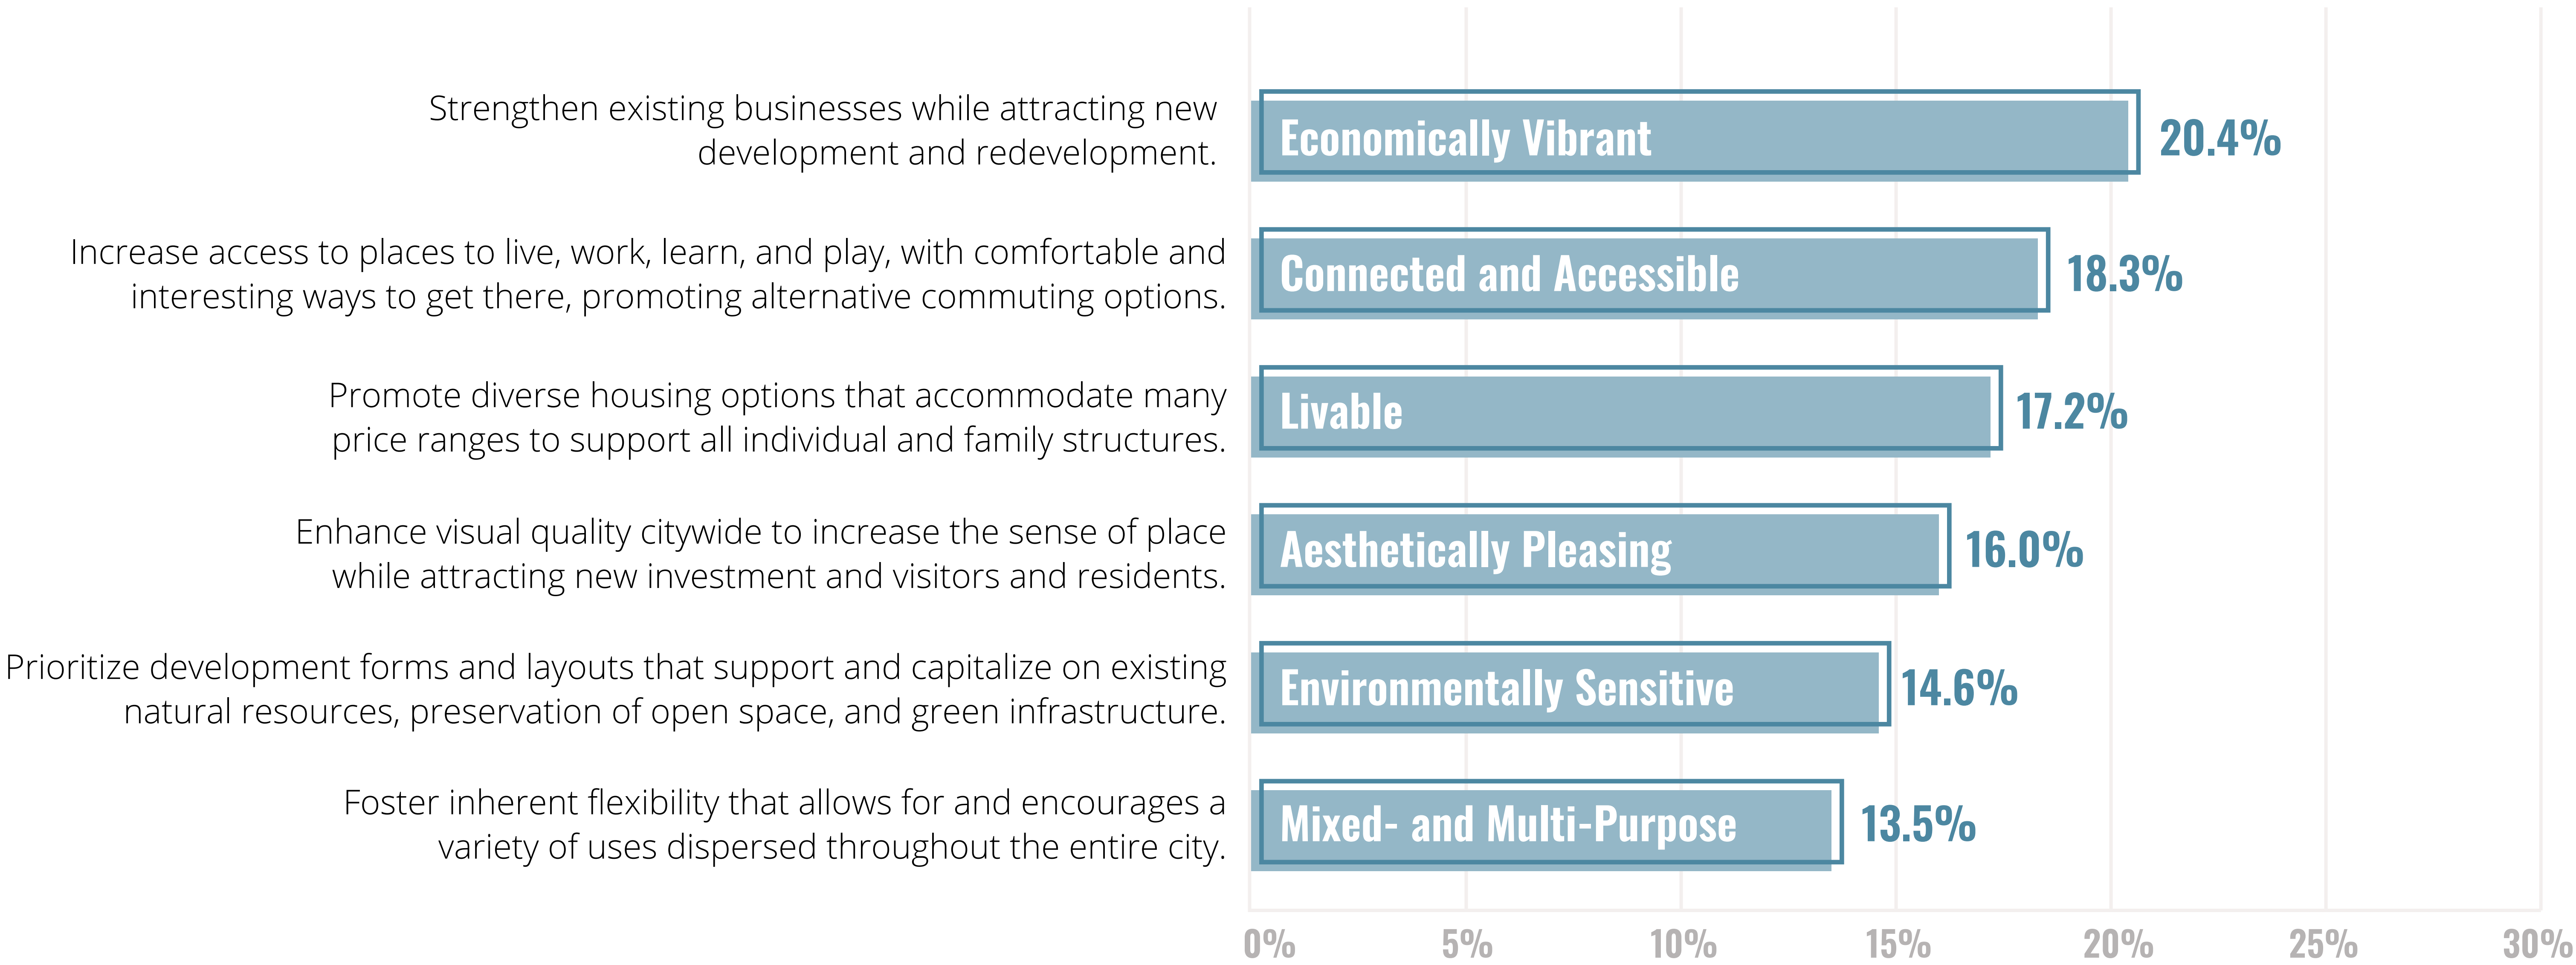 Strengthen existing businesses while attracting new
development and redevelopment.
Economically Vibrant
20.4%
Increase access to places to live, work, learn, and play, with comfortable and
interesting ways to get there, promoting alternative commuting options.
Connected and Accessible
18.3%
Promote diverse housing options that accommodate many
price ranges to support all individual and family structures.
Livable
17.2%
Enhance visual quality citywide to increase the sense of place
while attracting new investment and visitors and residents.
Aesthetically Pleasing
16.0%
Prioritize development forms and layouts that support and capitalize on existing
natural resources, preservation of open space, and green infrastructure.
Environmentally Sensitive
14.6%
Foster inherent flexibility that allows for and encourages a
variety of uses dispersed throughout the entire city.
Mixed- and Multi-Purpose
13.5%
0% 5% 10% 15% 20% 25% 30%